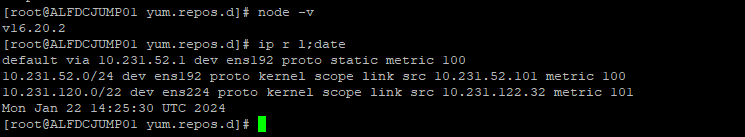 [root@ALFDCJUMP01 yum.repos.d]# node -v
v16.20.2
[root@ALFDCJUMP01 yum.repos.d]# ip r l;date
default via 10.231.52.1 dev ens192 proto static metric 100
10.231.52.0/24 dev ens192 proto kernel scope link src 10.231.52.101 metric 100
10.231.120.0/22 dev ens224 proto kernel scope link src 10.231.122.32 metric 101
Mon Jan 22 14:25:30 UTC 2024
[root@ALFDCJUMP01 yum.repos.d]#